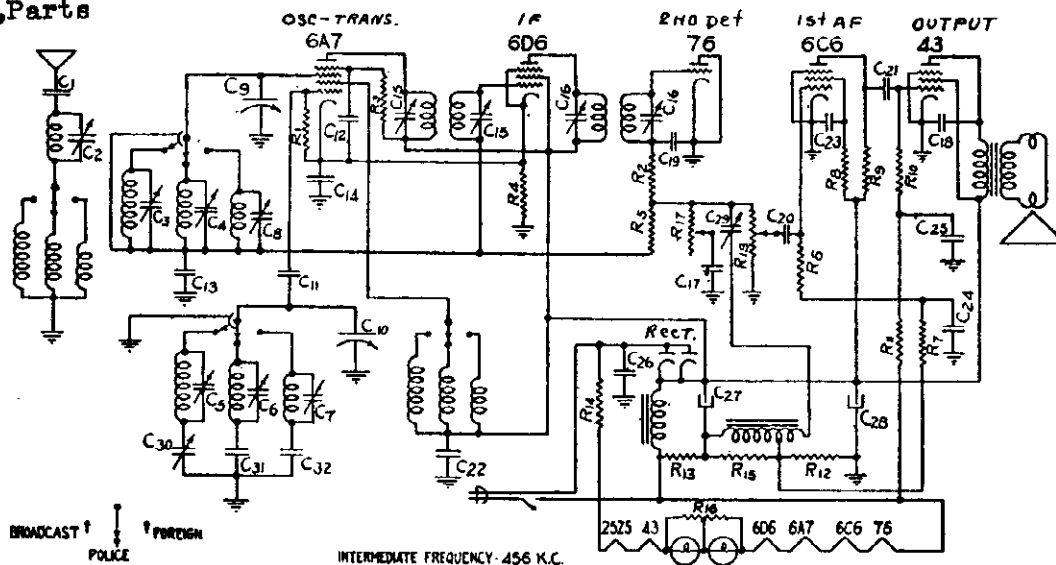 ,Parts
OSC-TRANS. IF 2ND Def 1st AF OUTPUT
6A7 6D6 76 6C6 43
C1
C2
C9
C12
R3
C15
C15
C16
C16
C19
C21
C23
C18
R8
R9
R10
C3
C4
C8
C14
R4
R2
R5
R17
C29
R19
C20
R6
C25
C17
C24
C13
C11
C10
RECT.
C26
C27
C28
R7
C5
C6
C7
R14
C30
C31
C32
C22
R13
R15
R12
R16
25Z5 43 6D6 6A7 6C6 76
BROADCAST FOREIGN
POLICE
INTERMEDIATE FREQUENCY-456 K.C.